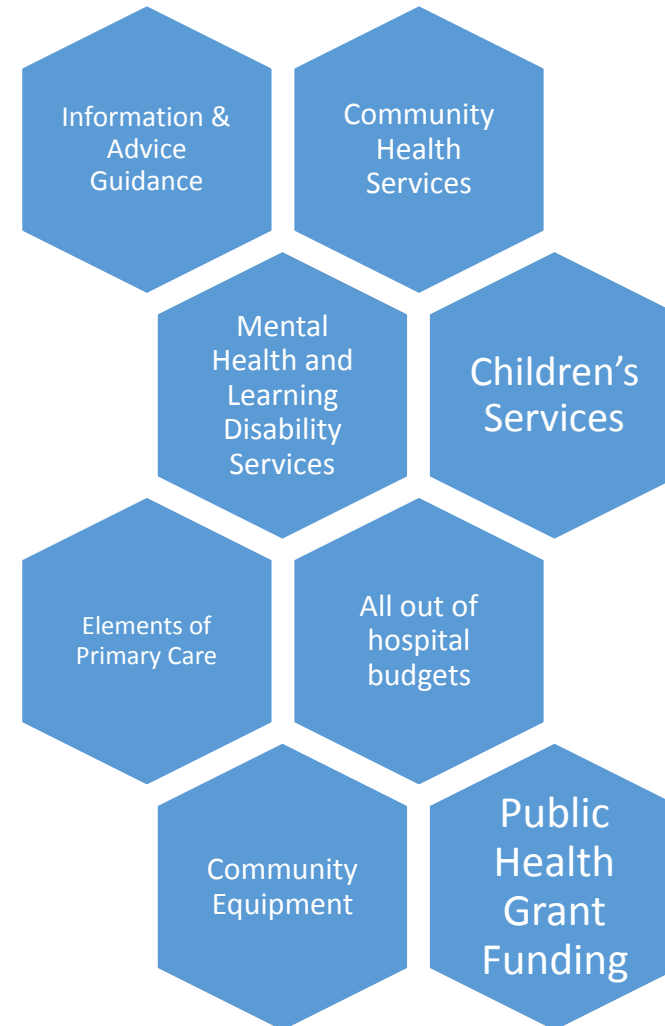 Information &
Advice
Guidance
Community
Health
Services
Mental
Health and
Learning
Disability
Services
Children’s
Services
Elements of
Primary Care
All out of
hospital
budgets
Community
Equipment
Public
Health
Grant
Funding